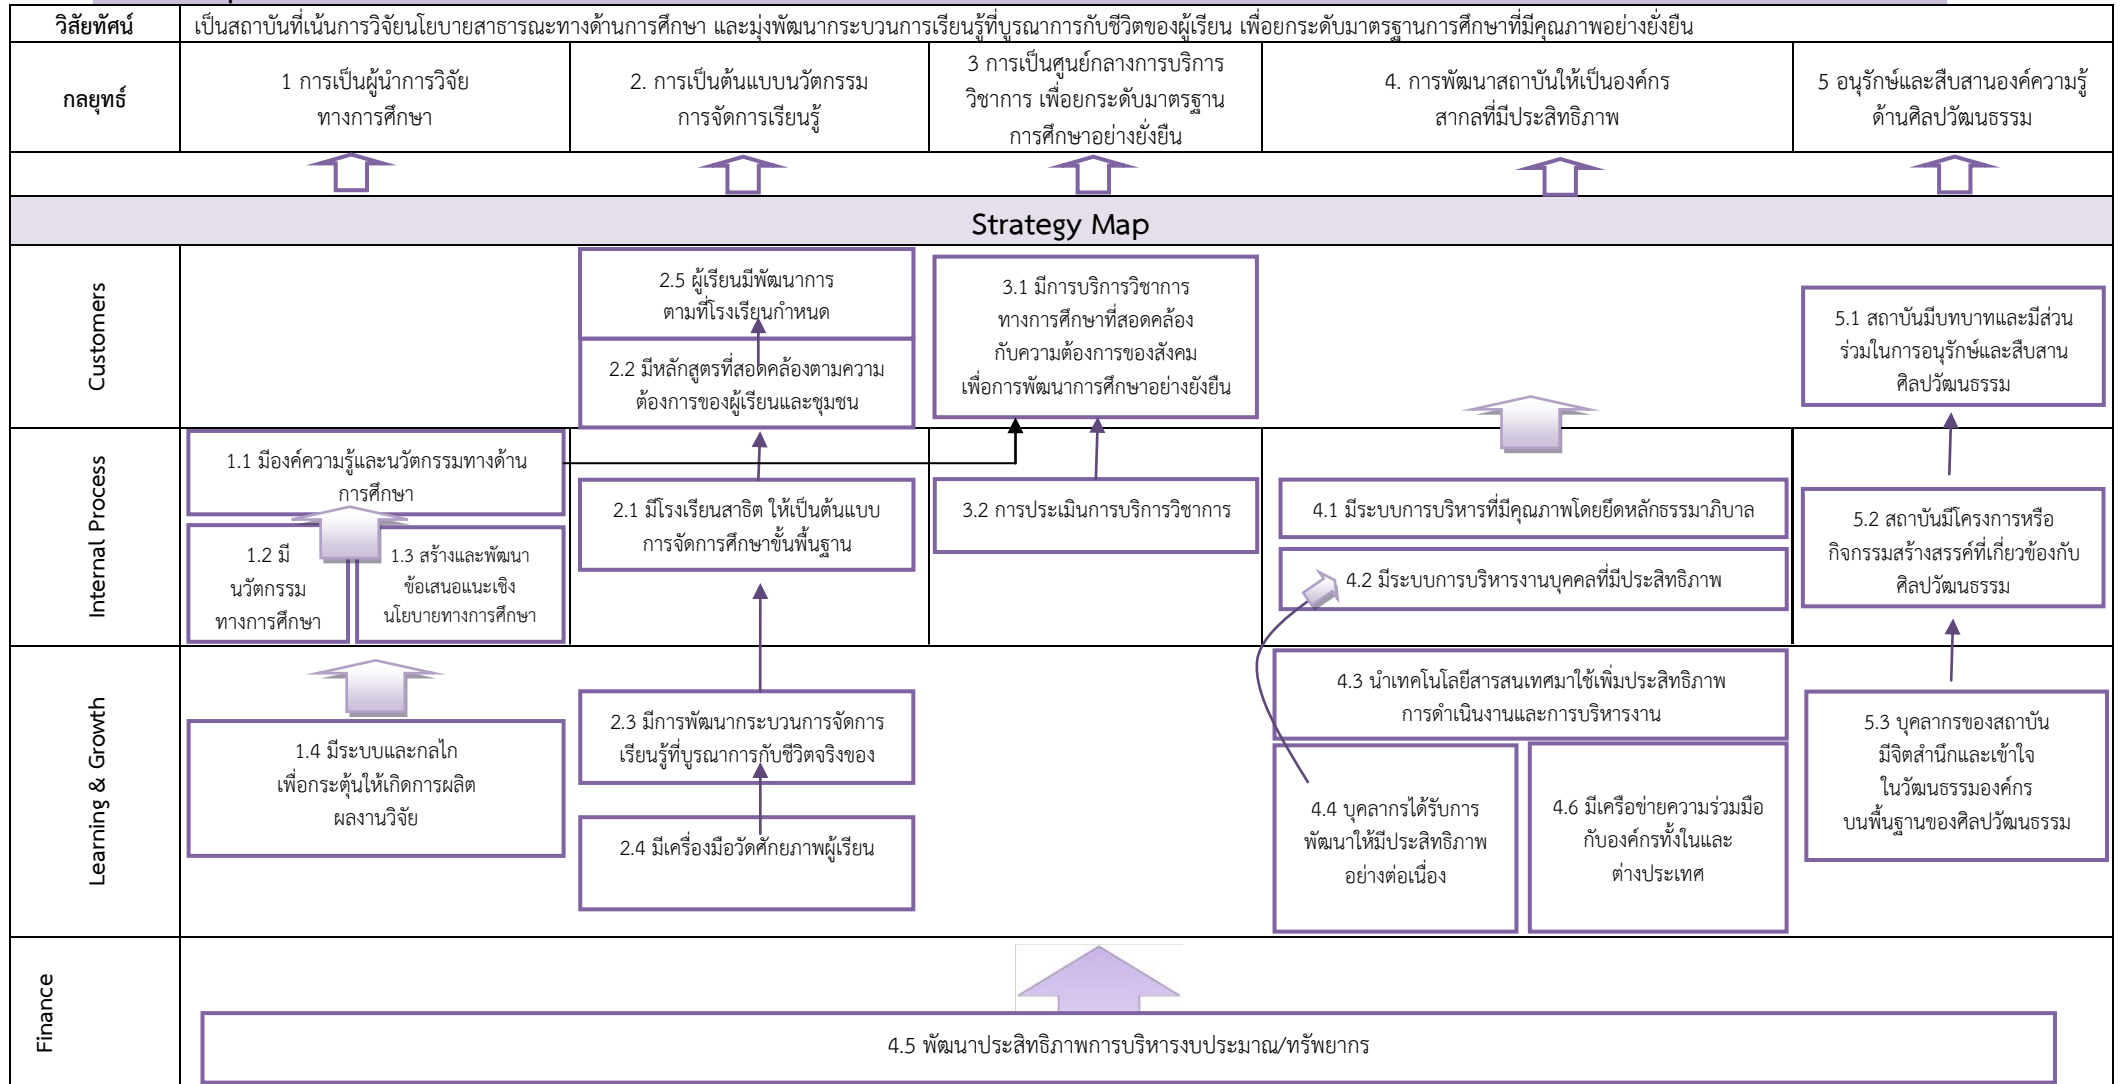 วิสัยทัศน์
เป็นสถาบันที่เน้นการวิจัยนโยบายสาธารณะทางด้านการศึกษา และมุ่งพัฒนากระบวนการเรียนรู้ที่บูรณาการกับชีวิตของผู้เรียน เพื่อยกระดับมาตรฐานการศึกษาที่มีคุณภาพอย่างยั่งยืน
กลยุทธ์
1 การเป็นผู้นำการวิจัย
ทางการศึกษา
2. การเป็นต้นแบบนวัตกรรม
การจัดการเรียนรู้
3 การเป็นศูนย์กลางการบริการ
วิชาการ เพื่อยกระดับมาตรฐาน
การศึกษาอย่างยั่งยืน
4. การพัฒนาสถาบันให้เป็นองค์กร
สากลที่มีประสิทธิภาพ
5 อนุรักษ์และสืบสานองค์ความรู้
ด้านศิลปวัฒนธรรม
Strategy Map
Customers
2.5 ผู้เรียนมีพัฒนาการ
ตามที่โรงเรียนกำหนด
2.2 มีหลักสูตรที่สอดคล้องตามความ
ต้องการของผู้เรียนและชุมชน
3.1 มีการบริการวิชาการ
ทางการศึกษาที่สอดคล้อง
กับความต้องการของสังคม
เพื่อการพัฒนาการศึกษาอย่างยังยืน
5.1 สถาบันมีบทบาทและมีส่วน
ร่วมในการอนุรักษ์และสืบสาน
ศิลปวัฒนธรรม
Internal Process
1.1 มีองค์ความรู้และนวัตกรรมทางด้าน
การศึกษา
1.2 มี
นวัตกรรม
ทางการศึกษา
1.3 สร้างและพัฒนา
ข้อเสนอแนะเชิง
นโยบายทางการศึกษา
2.1 มีโรงเรียนสาธิต ให้เป็นต้นแบบ
การจัดการศึกษาขั้นพื้นฐาน
3.2 การประเมินการบริการวิชาการ
4.1 มีระบบการบริหารที่มีคุณภาพโดยยึดหลักธรรมาภิบาล
4.2 มีระบบการบริหารงานบุคคลที่มีประสิทธิภาพ
5.2 สถาบันมีโครงการหรือ
กิจกรรมสร้างสรรค์ที่เกี่ยวข้องกับ
ศิลปวัฒนธรรม
Learning & Growth
1.4 มีระบบและกลไก
เพื่อกระตุ้นให้เกิดการผลิต
ผลงานวิจัย
2.3 มีการพัฒนากระบวนการจัดการ
เรียนรู้ที่บูรณาการกับชีวิตจริงของ
2.4 มีเครื่องมือวัดศักยภาพผู้เรียน
4.3 นำเทคโนโลยีสารสนเทศมาใช้เพิ่มประสิทธิภาพ
การดำเนินงานและการบริหารงาน
4.4 บุคลากรได้รับการ
พัฒนาให้มีประสิทธิภาพ
อย่างต่อเนื่อง
4.6 มีเครือข่ายความร่วมมือ
กับองค์กรทั้งในและ
ต่างประเทศ
5.3 บุคลากรของสถาบัน
มีจิตสำนึกและเข้าใจ
ในวัฒนธรรมองค์กร
บนพื้นฐานของศิลปวัฒนธรรม
Finance
4.5 พัฒนาประสิทธิภาพการบริหารงบประมาณ/ทรัพยากร